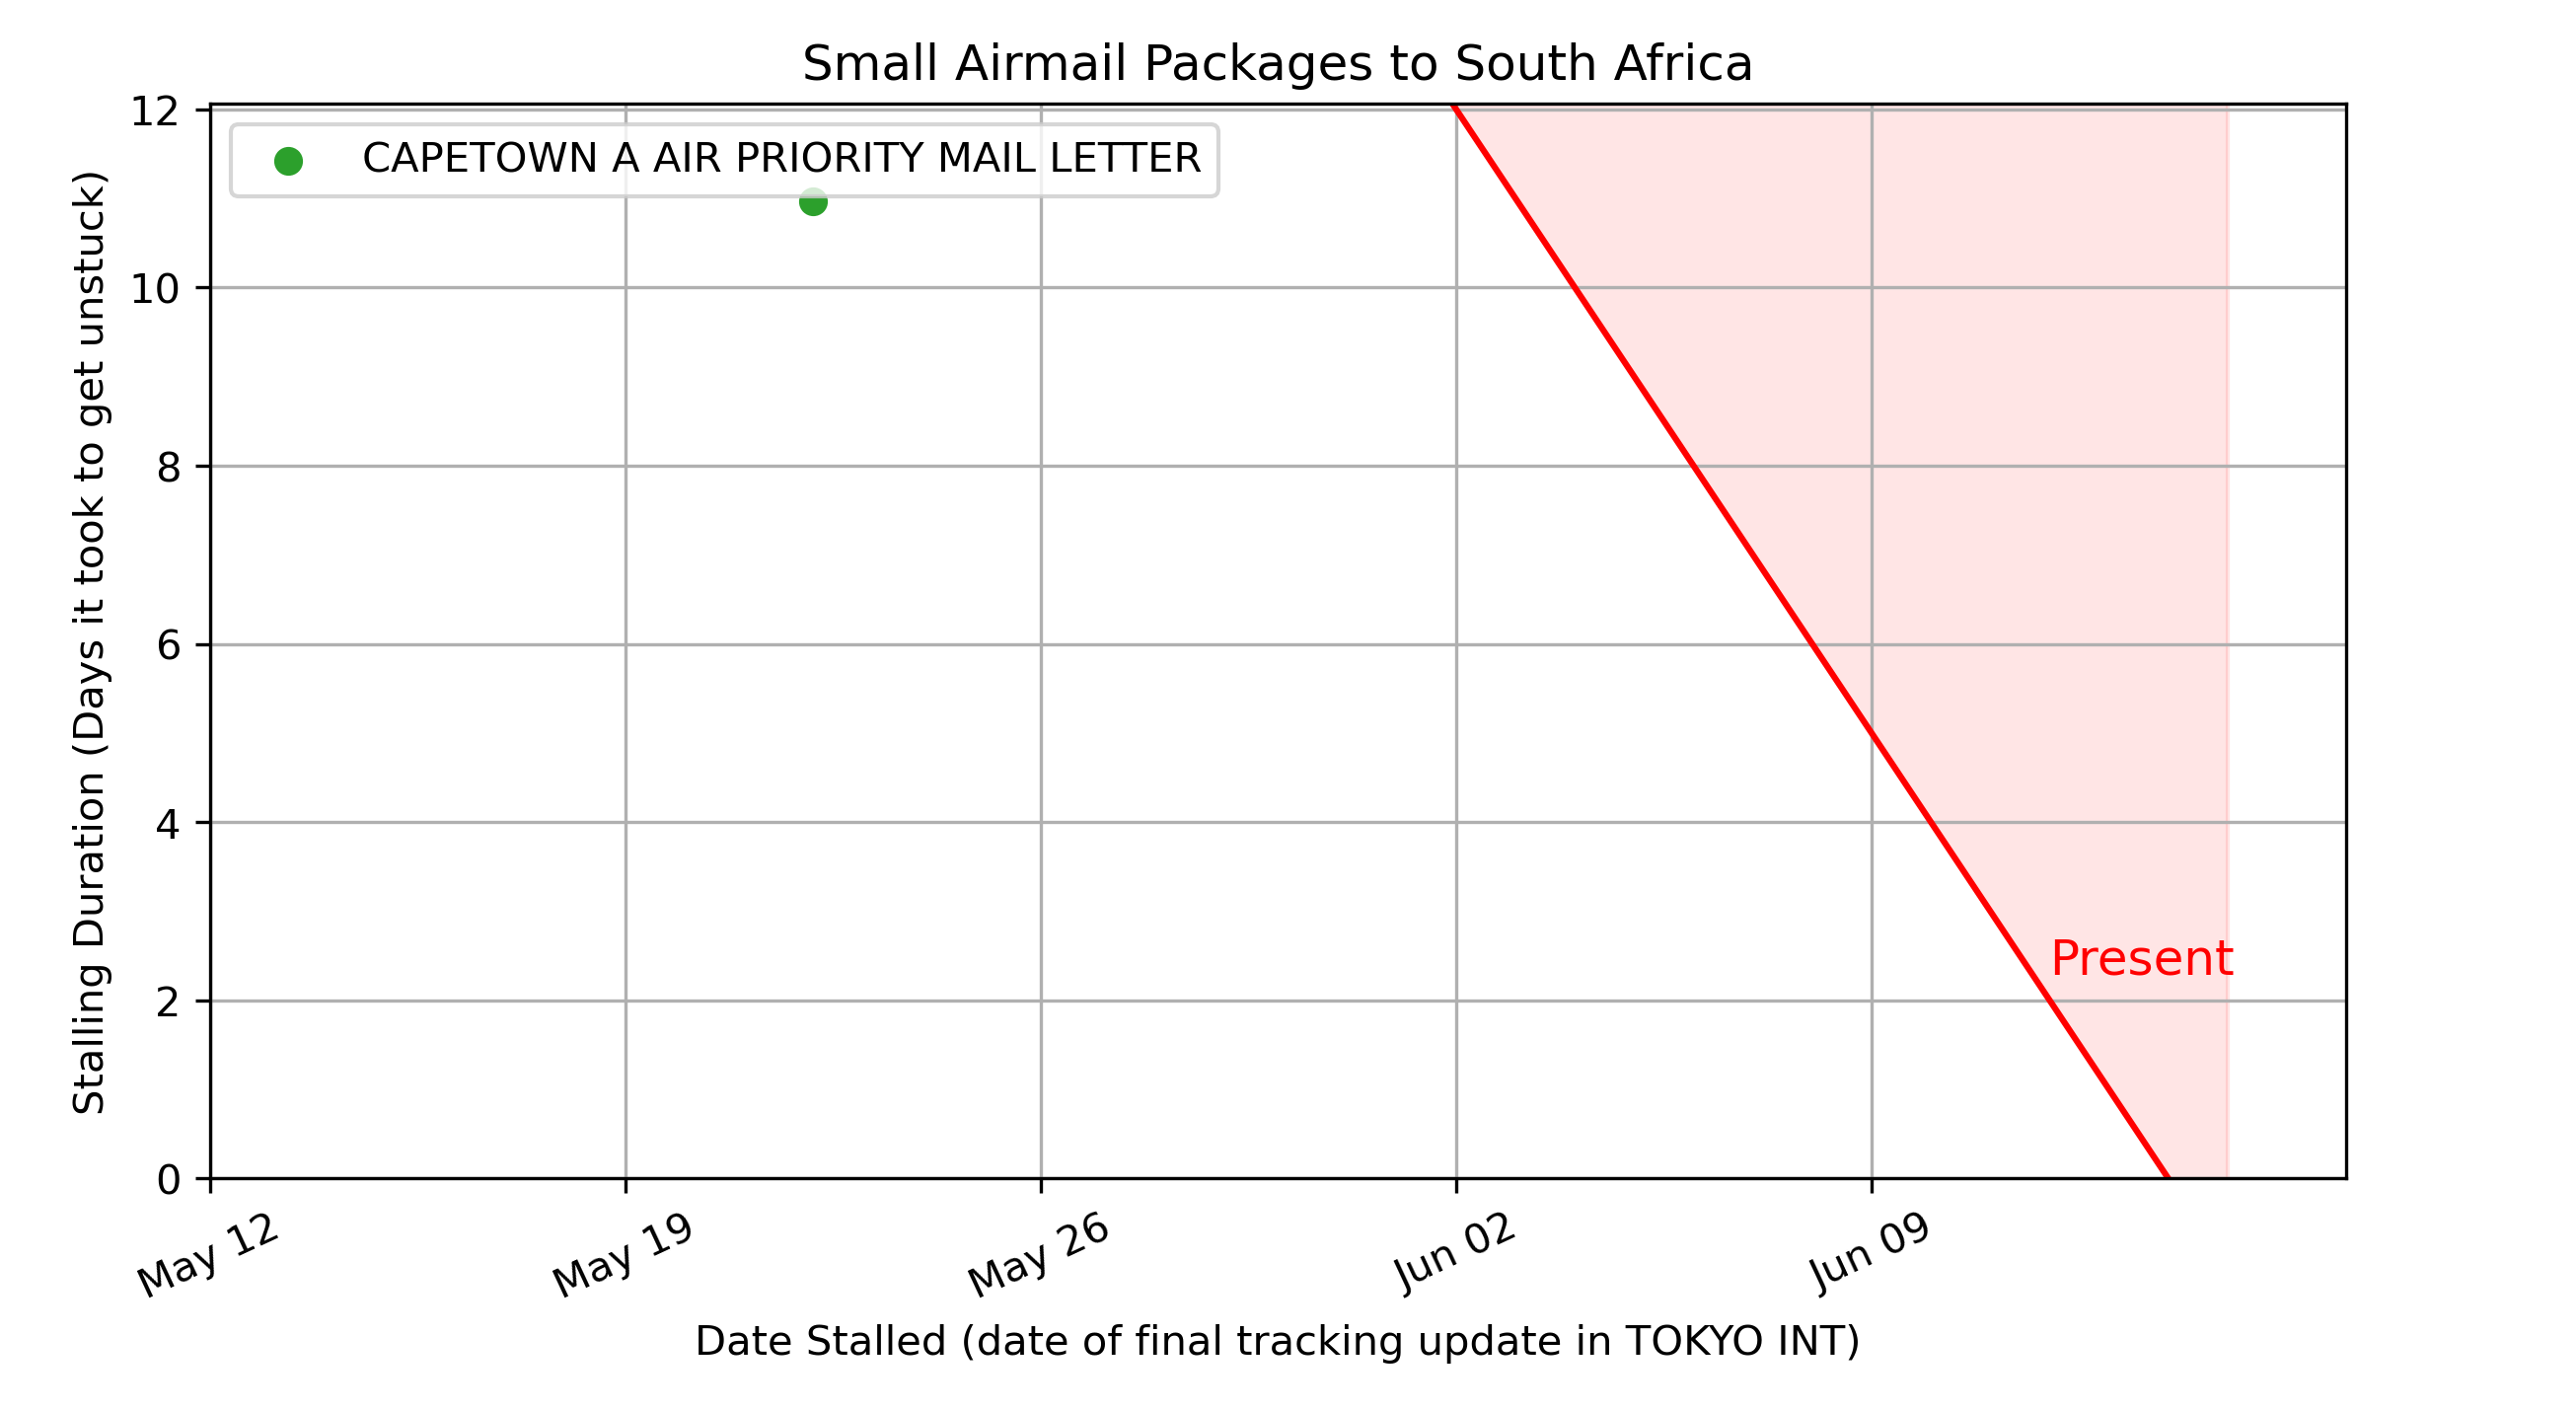 Small Airmail Packages to South Africa
CAPETOWN A AIR PRIORITY MAIL LETTER
Stalling Duration (Days it took to get unstuck)
12
10
8
6
4
2
0
Present
May 12
May 19
May 26
Jun 02
Jun 09
Date Stalled (date of final tracking update in TOKYO INT)